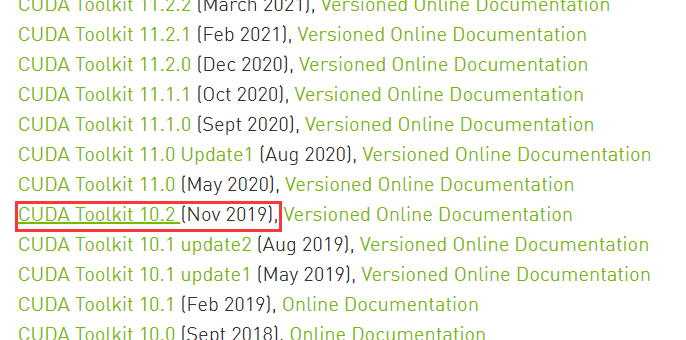 CUDA Toolkit 11.2.2 (March 2021), Versioned Online Documentation
CUDA Toolkit 11.2.1 (Feb 2021), Versioned Online Documentation
CUDA Toolkit 11.2.0 (Dec 2020), Versioned Online Documentation
CUDA Toolkit 11.1.1 (Oct 2020), Versioned Online Documentation
CUDA Toolkit 11.1.0 (Sept 2020), Versioned Online Documentation
CUDA Toolkit 11.0 Update1 (Aug 2020), Versioned Online Documentation
CUDA Toolkit 11.0 (May 2020), Versioned Online Documentation
CUDA Toolkit 10.2 (Nov 2019), Versioned Online Documentation
CUDA Toolkit 10.1 update2 (Aug 2019), Versioned Online Documentation
CUDA Toolkit 10.1 update1 (May 2019), Versioned Online Documentation
CUDA Toolkit 10.1 (Feb 2019), Online Documentation
CUDA Toolkit 10.0 (Sept 2018), Online Documentation